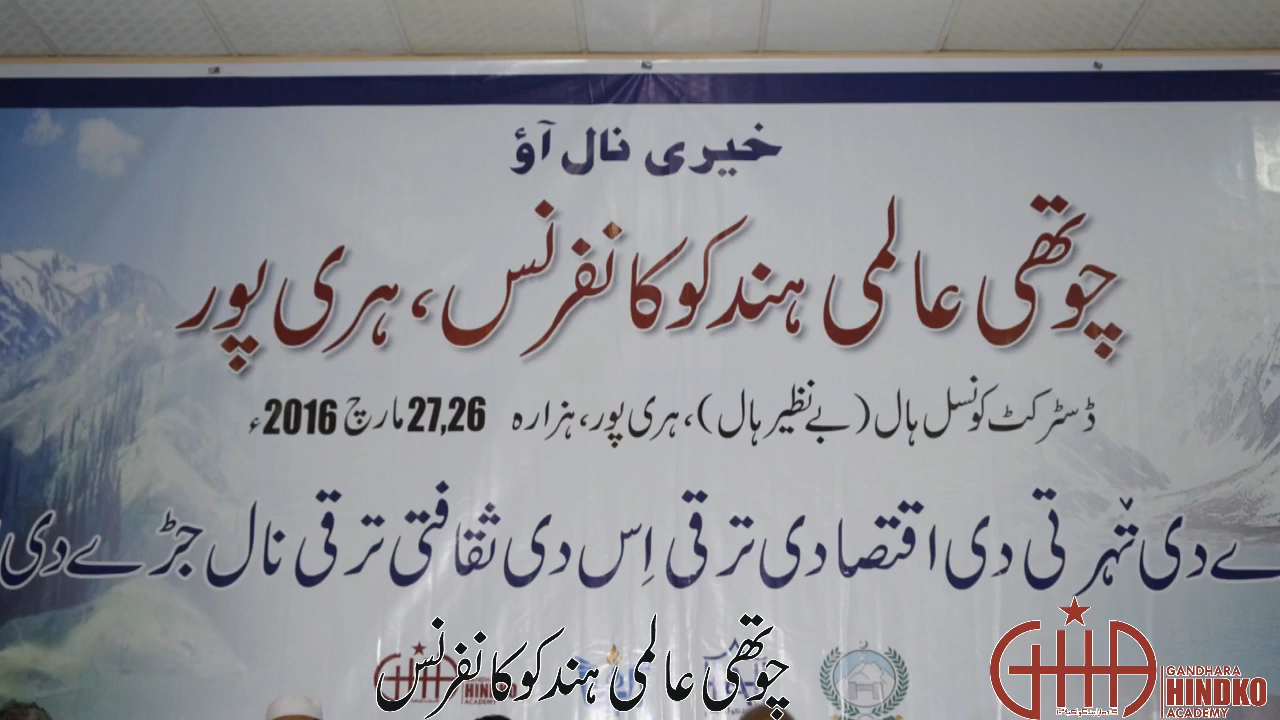 خیری نال آؤ
چوتھی عالمی ہندکو کانفرنس، ہری پور
ڈسٹرکٹ کونسل ہال (بے نظیر ہال)، ہری پور، ہزارہ 27,26 مارچ 2016ء
ے دی تہرتی دی اقتصادی ترقی اِس دی ثقافتی ترقی نال جڑے دی
چوتھی عالمی ہندکو کانفرنس
HINDKO
ACADEMY
GANDHARA
HINDKO
ACADEMY